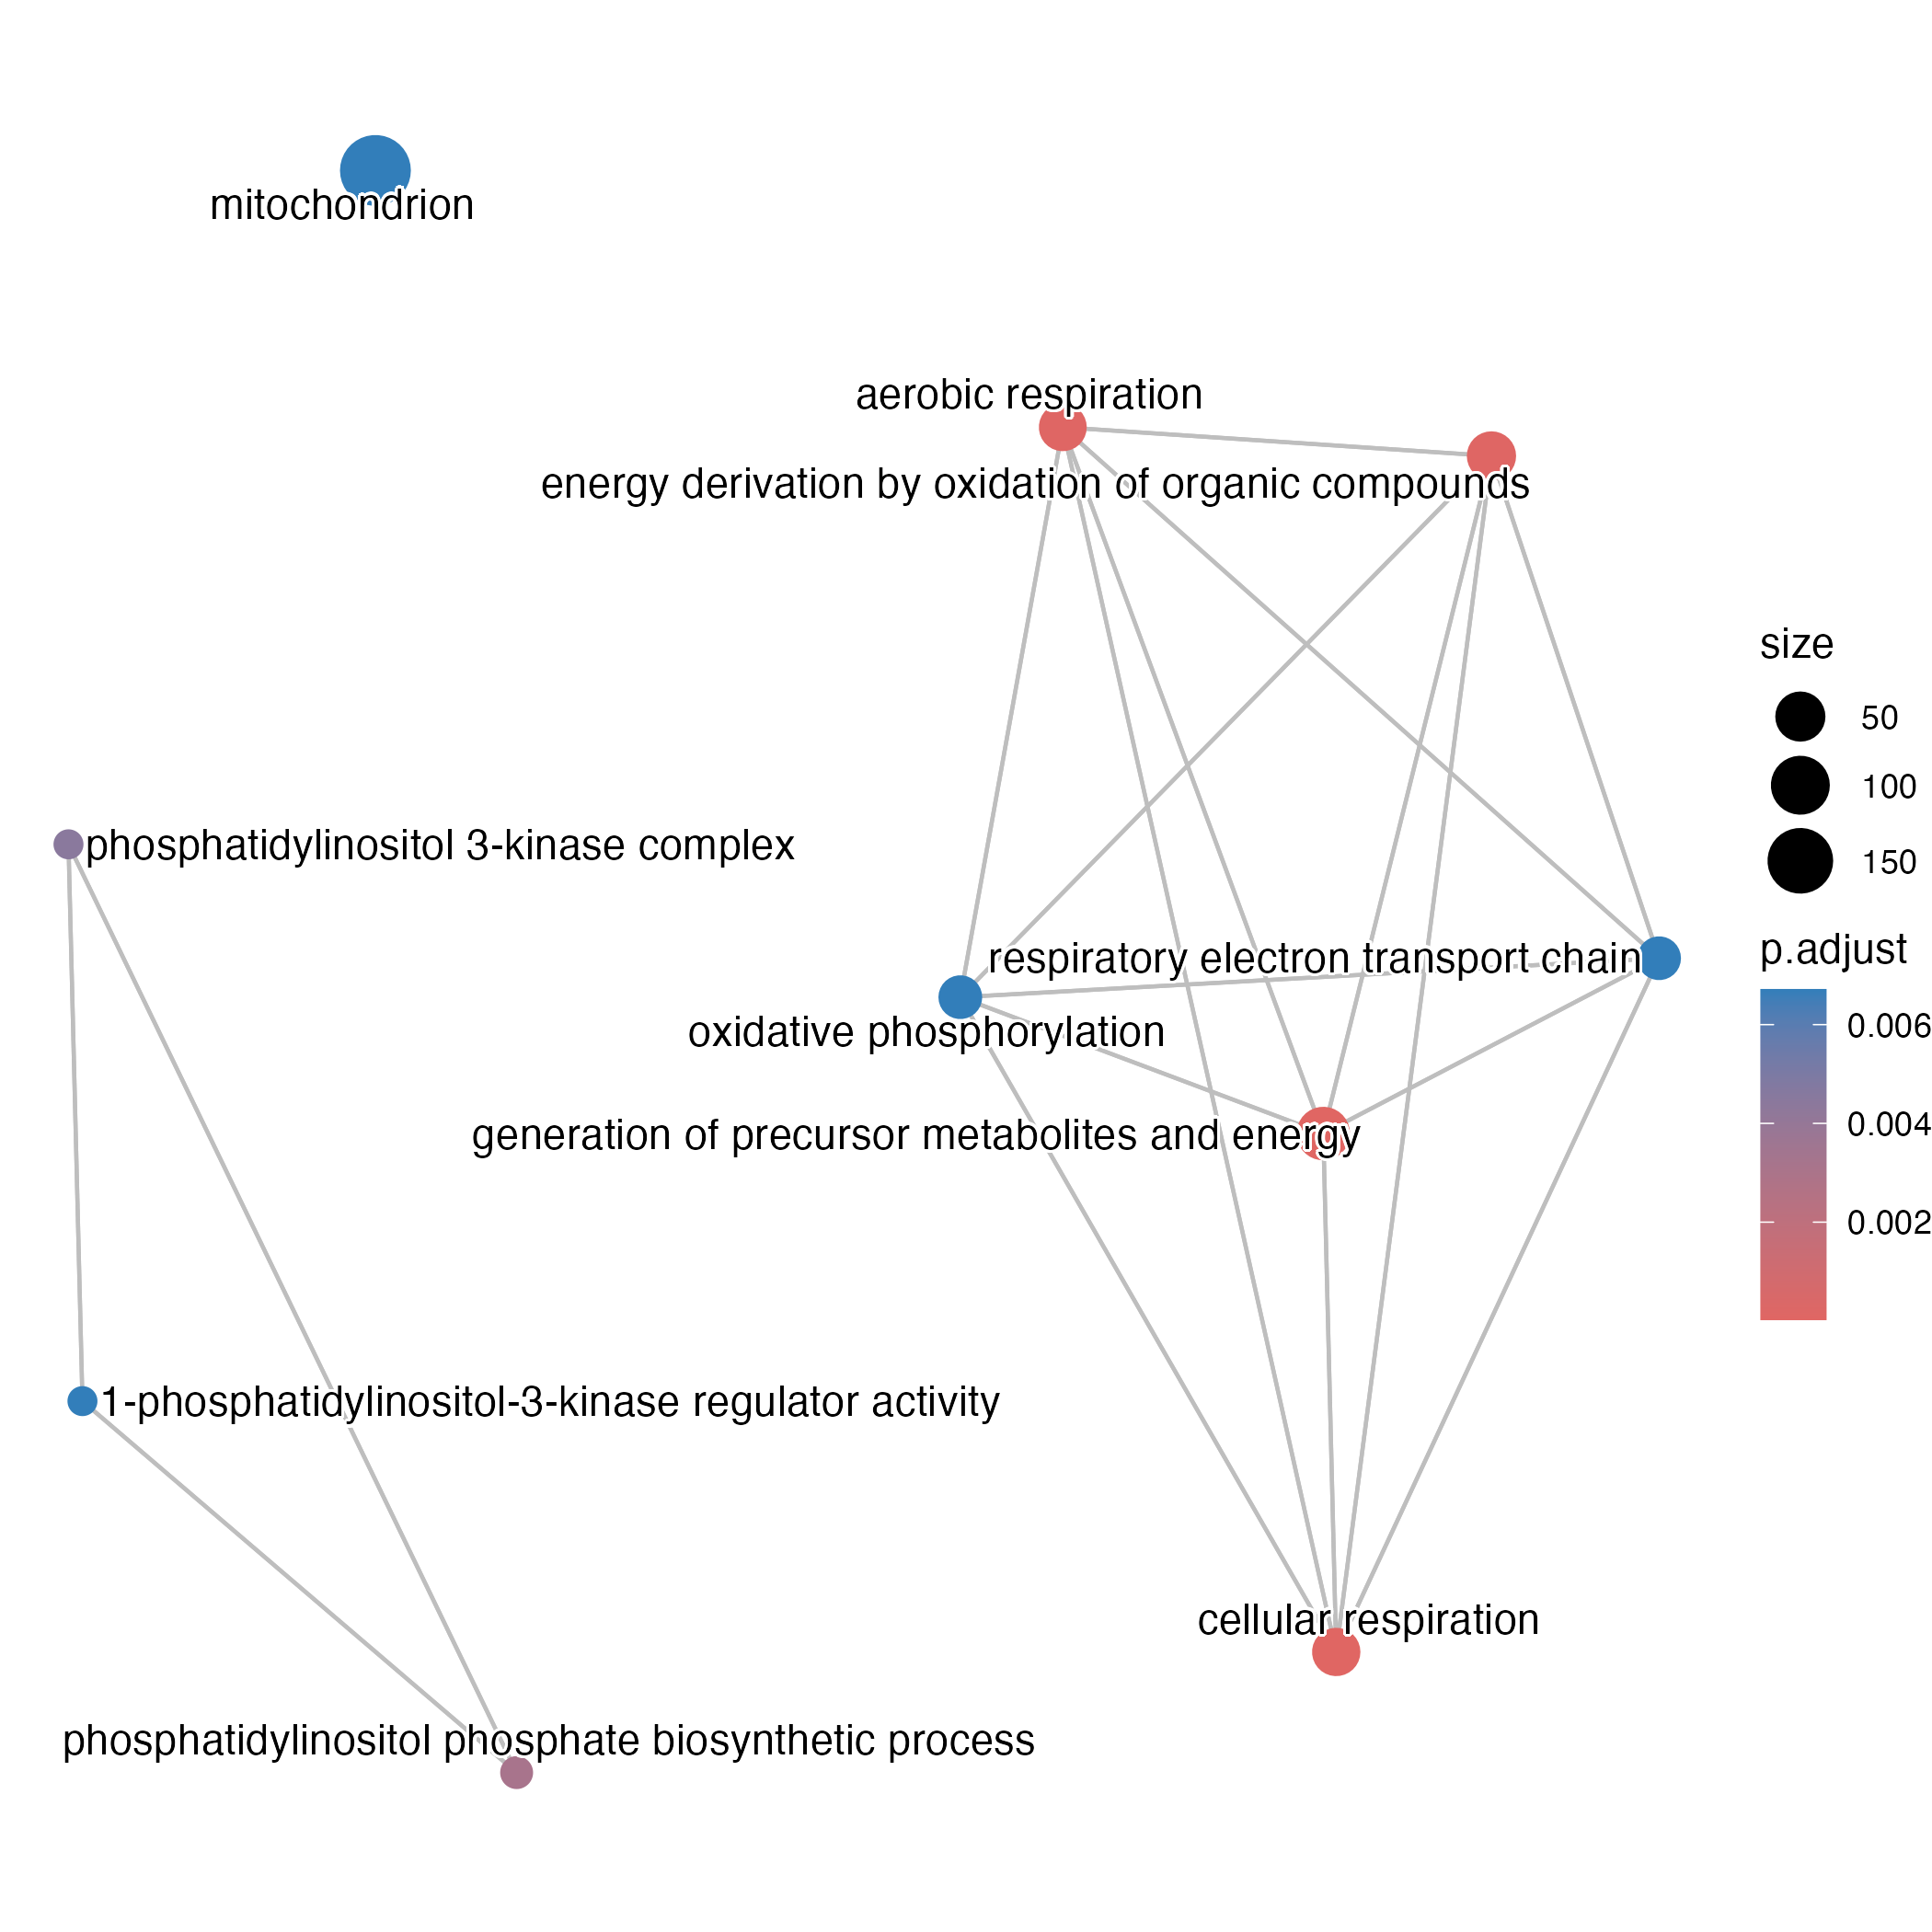 mitochondrion
aerobic respiration
energy derivation by oxidation of organic compounds
phosphatidylinositol 3-kinase complex
respiratory electron transport chain
oxidative phosphorylation
generation of precursor metabolites and energy
1-phosphatidylinositol-3-kinase regulator activity
cellular respiration
phosphatidylinositol phosphate biosynthetic process
size
50
100
150
p.adjust
0.006
0.004
0.002